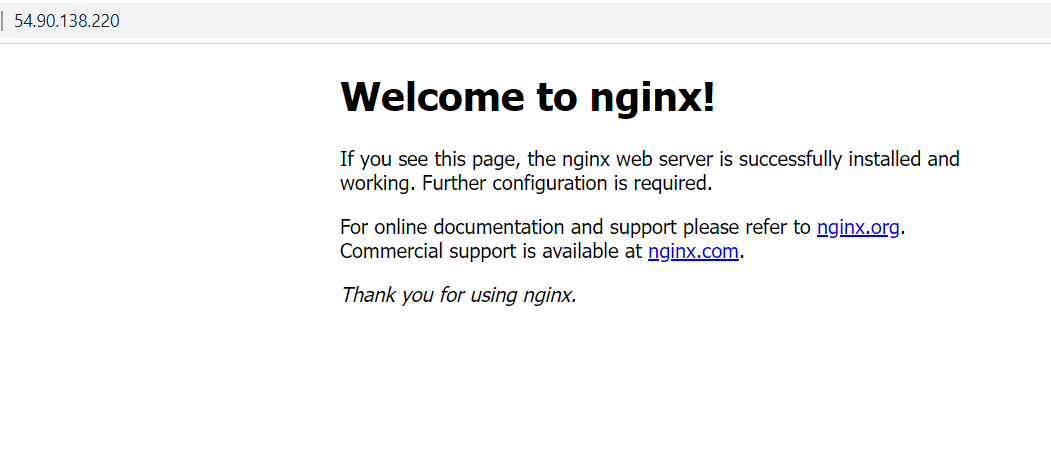 54.90.138.220
Welcome to nginx!
If you see this page, the nginx web server is successfully installed and
working. Further configuration is required.
For online documentation and support please refer to nginx.org.
Commercial support is available at nginx.com.
Thank you for using nginx.